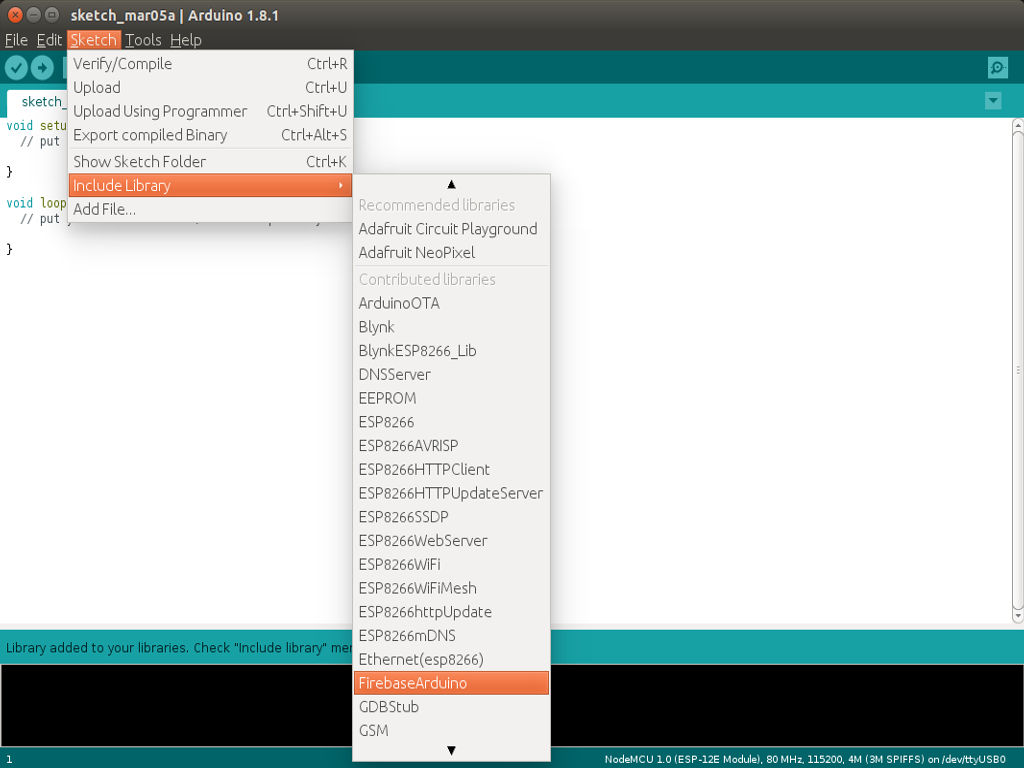 sketch_mar05a | Arduino 1.8.1
File Edit Sketch Tools Help
Verify/Compile Ctrl+R
Upload Ctrl+U
Upload Using Programmer Ctrl+Shift+U
Export compiled Binary Ctrl+Alt+S
Show Sketch Folder Ctrl+K
Include Library
Add File...
sketch_
void setu
// put
}
void loop
// put
}
Recommended libraries
Adafruit Circuit Playground
Adafruit NeoPixel
Contributed libraries
ArduinoOTA
Blynk
BlynkESP8266_Lib
DNSServer
EEPROM
ESP8266
ESP8266AVRISP
ESP8266HTTPClient
ESP8266HTTPUpdateServer
ESP8266SSDP
ESP8266WebServer
ESP8266WiFi
ESP8266WiFiMesh
ESP8266httpUpdate
ESP8266mDNS
Ethernet(esp8266)
FirebaseArduino
GDBStub
GSM
Library added to your libraries. Check "Include library" me
1
NodeMCU 1.0 (ESP-12E Module), 80 MHz, 115200, 4M (3M SPIFFS) on /dev/ttyUSB0